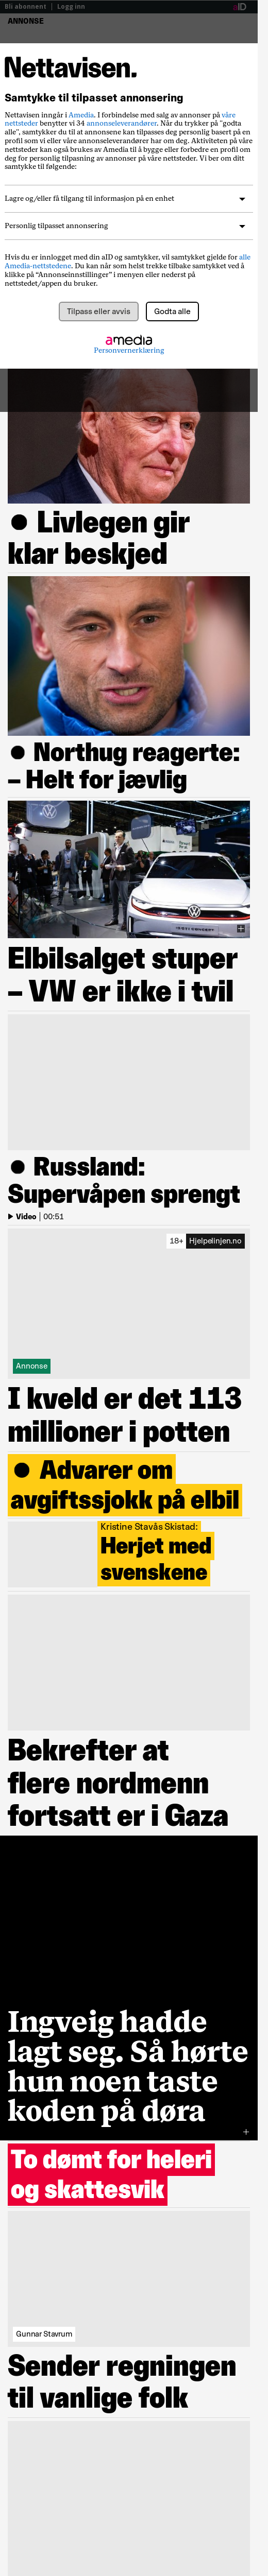 Bli abonnent | Logg inn
aID
ANNONSE
Nettavisen.
Samtykke til tilpasset annonsering
Nettavisen inngår i Amedia. I forbindelse med salg av annonser på våre
nettsteder benytter vi 34 annonseleverandører. Når du trykker på "godta
alle", samtykker du til at annonsene kan tilpasses deg personlig basert på en
profil som vi eller våre annonseleverandører har om deg. Aktiviteten på våre
nettsteder kan også brukes av Amedia til å bygge eller forbedre en profil om
deg for personlig tilpasning av annonser på våre nettsteder. Vi ber om ditt
samtykke til følgende:
Lagre og/eller få tilgang til informasjon på en enhet
Personlig tilpasset annonsering
Hvis du er innlogget med din aID og samtykker, vil samtykket gjelde for alle
Amedia-nettstedene. Du kan når som helst trekke tilbake samtykket ved å
klikke på “Annonseinnstillinger” i menyen eller nederst på
nettstedet/appen du bruker.
Tilpass eller avvis
Godta alle
amedia
Personvernerklæring
Livlegen gir
klar beskjed
Northug reagerte:
– Helt for jævlig
Elbilsalget stuper
– VW er ikke i tvil
Russland:
Supervåpen sprengt
Video | 00:51
18+ Hjelpelinjen.no
Annonse
I kveld er det 113
millioner i potten
Advarer om
avgiftssjokk på elbil
Kristine Stavås Skistad:
Herjet med
svenskene
Bekrefter at
flere nordmenn
fortsatt er i Gaza
Ingveig hadde
lagt seg. Så hørte
hun noen taste
koden på døra
+
To dømt for heleri
og skattesvik
Gunnar Stavrum
Sender regningen
til vanlige folk